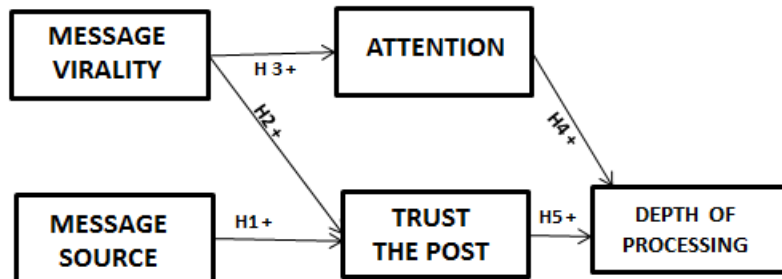 MESSAGE
VIRALITY
H 3 +
ATTENTION
H2 +
H4 +
MESSAGE
SOURCE
H1 +
TRUST
THE POST
H5 +
DEPTH OF
PROCESSING